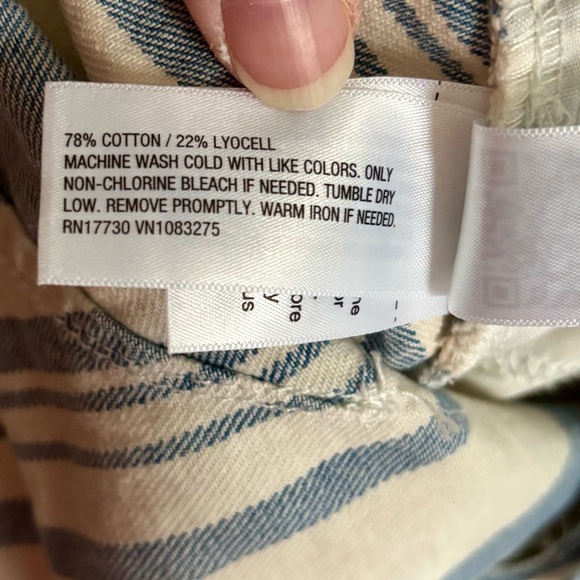 78% COTTON / 22% LYOCELL
MACHINE WASH COLD WITH LIKE COLORS. ONLY
NON-CHLORINE BLEACH IF NEEDED. TUMBLE DRY
LOW. REMOVE PROMPTLY. WARM IRON IF NEEDED.
RN17730 VN1083275